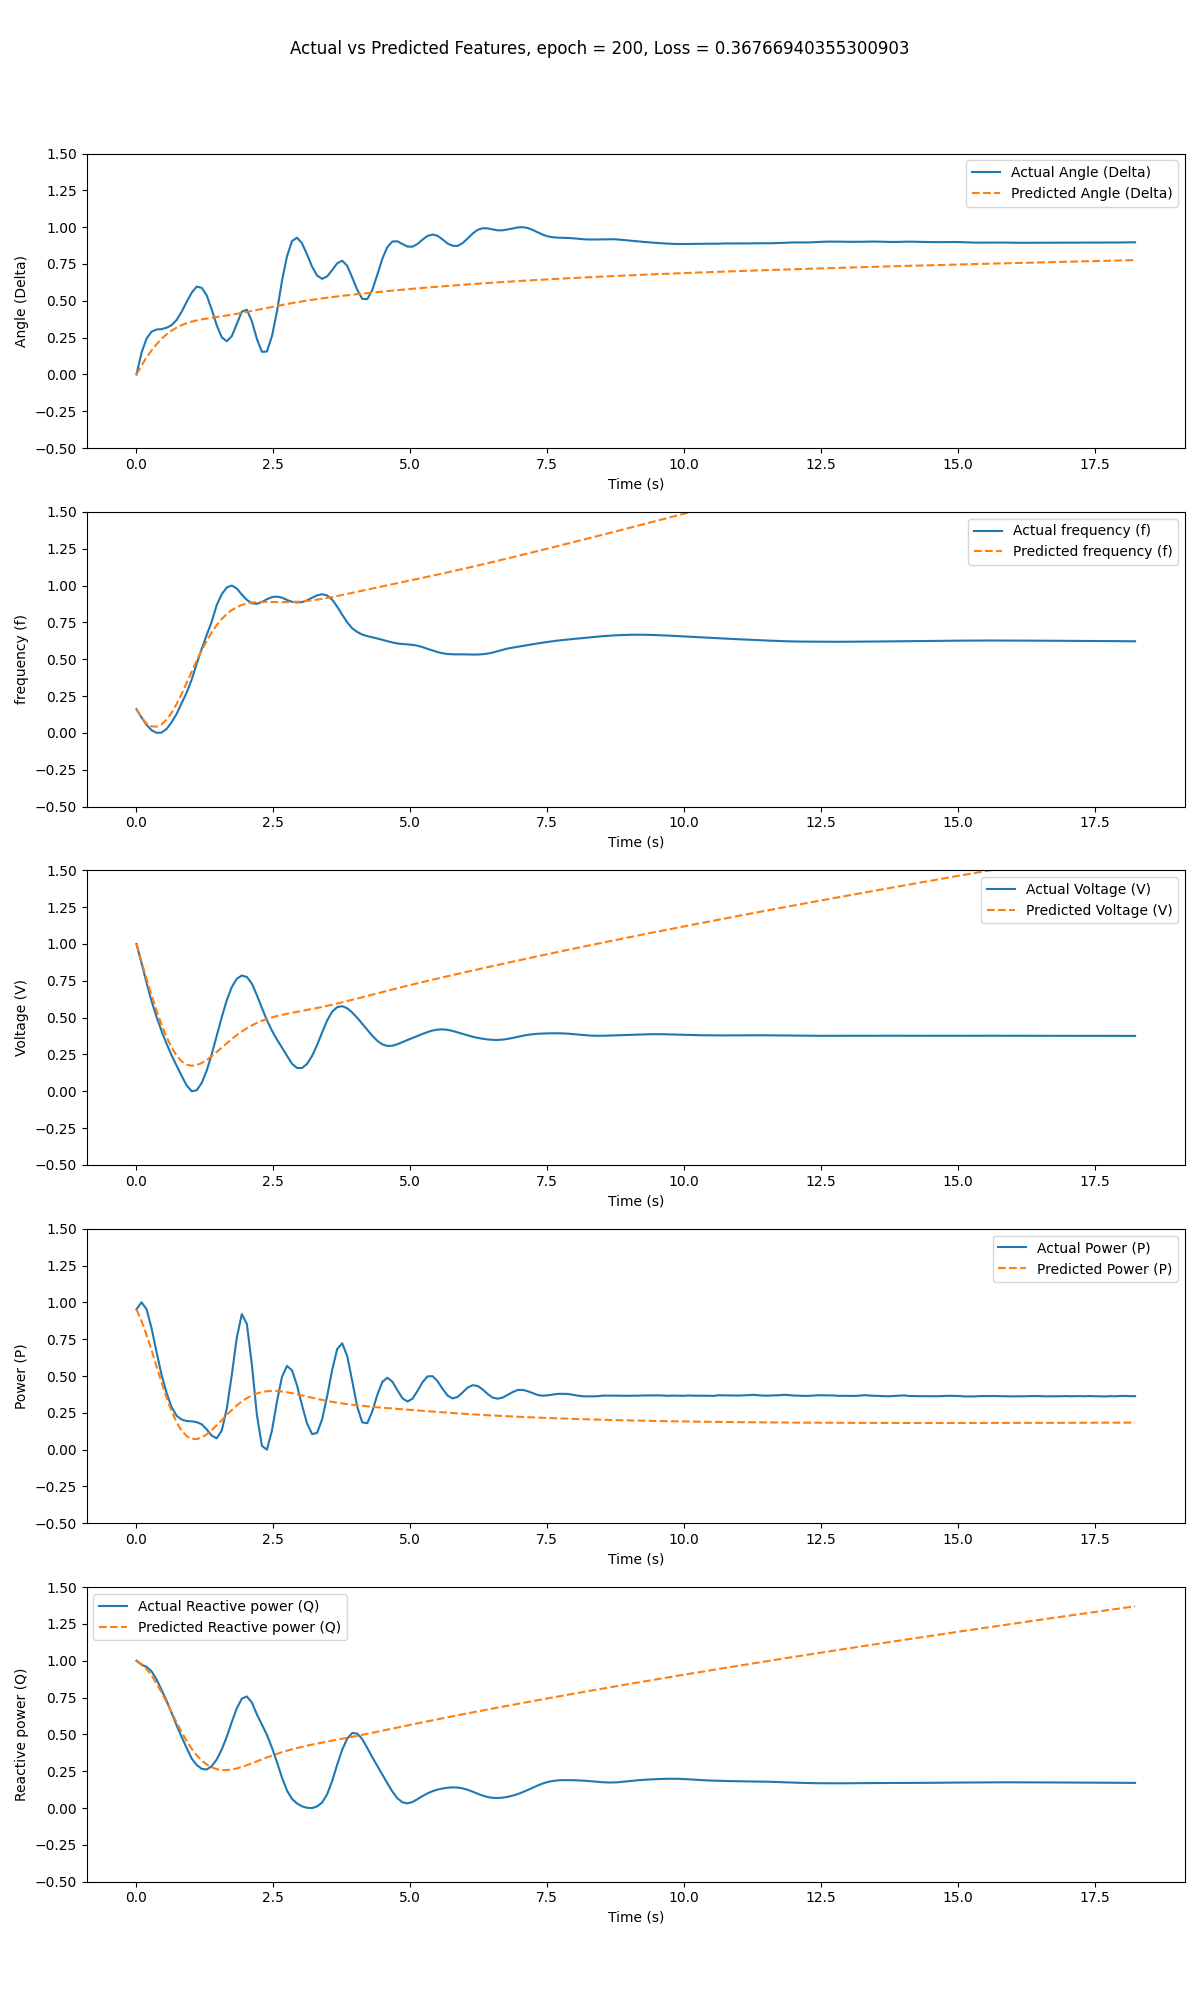 Actual vs Predicted Features, epoch = 200, Loss = 0.36766940355300903
1.50
1.25
1.00
0.75
0.50
0.25
0.00
−0.25
−0.50
Angle (Delta)
Actual Angle (Delta)
Predicted Angle (Delta)
0.0 2.5 5.0 7.5 10.0 12.5 15.0 17.5
Time (s)
1.50
1.25
1.00
0.75
0.50
0.25
0.00
−0.25
−0.50
frequency (f)
Actual frequency (f)
Predicted frequency (f)
0.0 2.5 5.0 7.5 10.0 12.5 15.0 17.5
Time (s)
1.50
1.25
1.00
0.75
0.50
0.25
0.00
−0.25
−0.50
Voltage (V)
Actual Voltage (V)
Predicted Voltage (V)
0.0 2.5 5.0 7.5 10.0 12.5 15.0 17.5
Time (s)
1.50
1.25
1.00
0.75
0.50
0.25
0.00
−0.25
−0.50
Power (P)
Actual Power (P)
Predicted Power (P)
0.0 2.5 5.0 7.5 10.0 12.5 15.0 17.5
Time (s)
1.50
1.25
1.00
0.75
0.50
0.25
0.00
−0.25
−0.50
Reactive power (Q)
Actual Reactive power (Q)
Predicted Reactive power (Q)
0.0 2.5 5.0 7.5 10.0 12.5 15.0 17.5
Time (s)